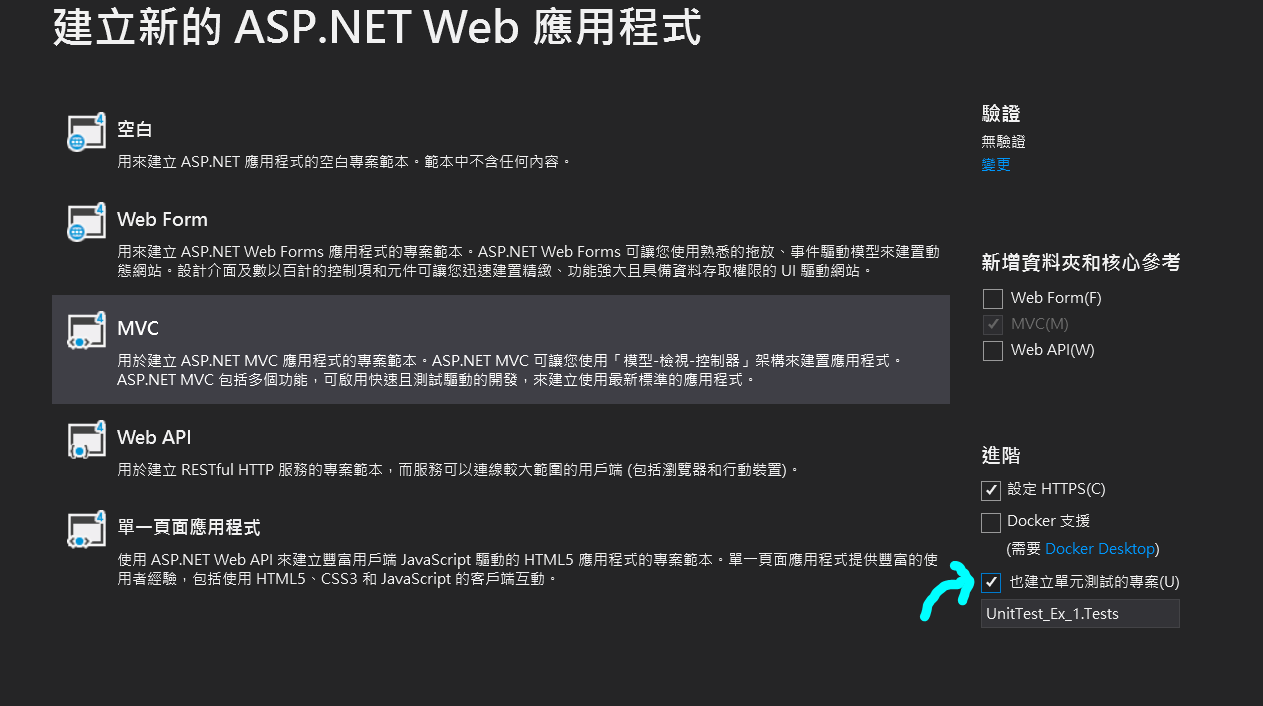 建立新的 ASP.NET Web 應用程式
空白
用來建立 ASP.NET 應用程式的空白專案範本。範本中不含任何內容。
Web Form
用來建立 ASP.NET Web Forms 應用程式的專案範本。ASP.NET Web Forms 可讓您使用熟悉的拖放、事件驅動模型來建置動
態網站。設計介面及數以百計的控制項和元件可讓您迅速建置精緻、功能強大且具備資料存取權限的 UI 驅動網站。
MVC
用於建立 ASP.NET MVC 應用程式的專案範本。ASP.NET MVC 可讓您使用「模型-檢視-控制器」架構來建置應用程式。
ASP.NET MVC 包括多個功能，可啟用快速且測試驅動的開發，來建立使用最新標準的應用程式。
Web API
用於建立 RESTful HTTP 服務的專案範本，而服務可以連線較大範圍的用戶端 (包括瀏覽器和行動裝置)。
單一頁面應用程式
使用 ASP.NET Web API 來建立豐富用戶端 JavaScript 驅動的 HTML5 應用程式的專案範本。單一頁面應用程式提供豐富的使
用者經驗，包括使用 HTML5、CSS3 和 JavaScript 的客戶端互動。
驗證
無驗證
變更
新增資料夾和核心參考
Web Form(F)
MVC(M)
Web API(W)
進階
設定 HTTPS(C)
Docker 支援
(需要 Docker Desktop)
也建立單元測試的專案(U)
UnitTest_Ex_1.Tests